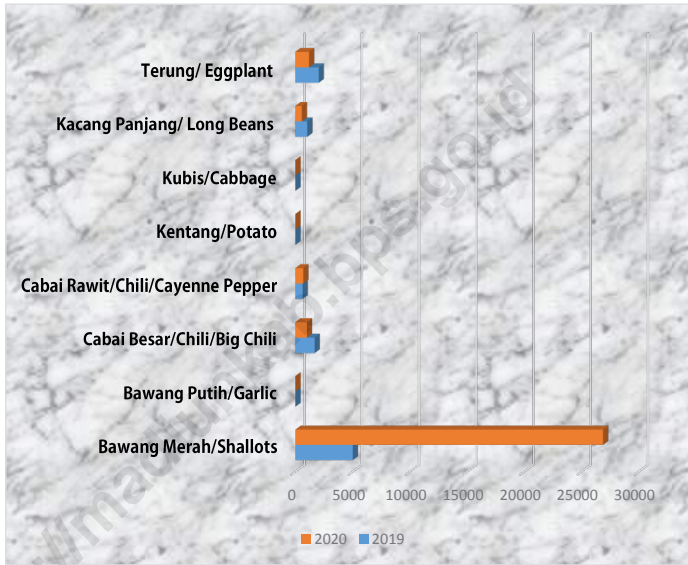 Terung/ Eggplant
Kacang Panjang/ Long Beans
Kubis/Cabbage
Kentang/Potato
Cabai Rawit/Chili/Cayenne Pepper
Cabai Besar/Chili/Big Chili
Bawang Putih/Garlic
Bawang Merah/Shallots
0 5000 10000 15000 20000 25000 30000
2020 2019